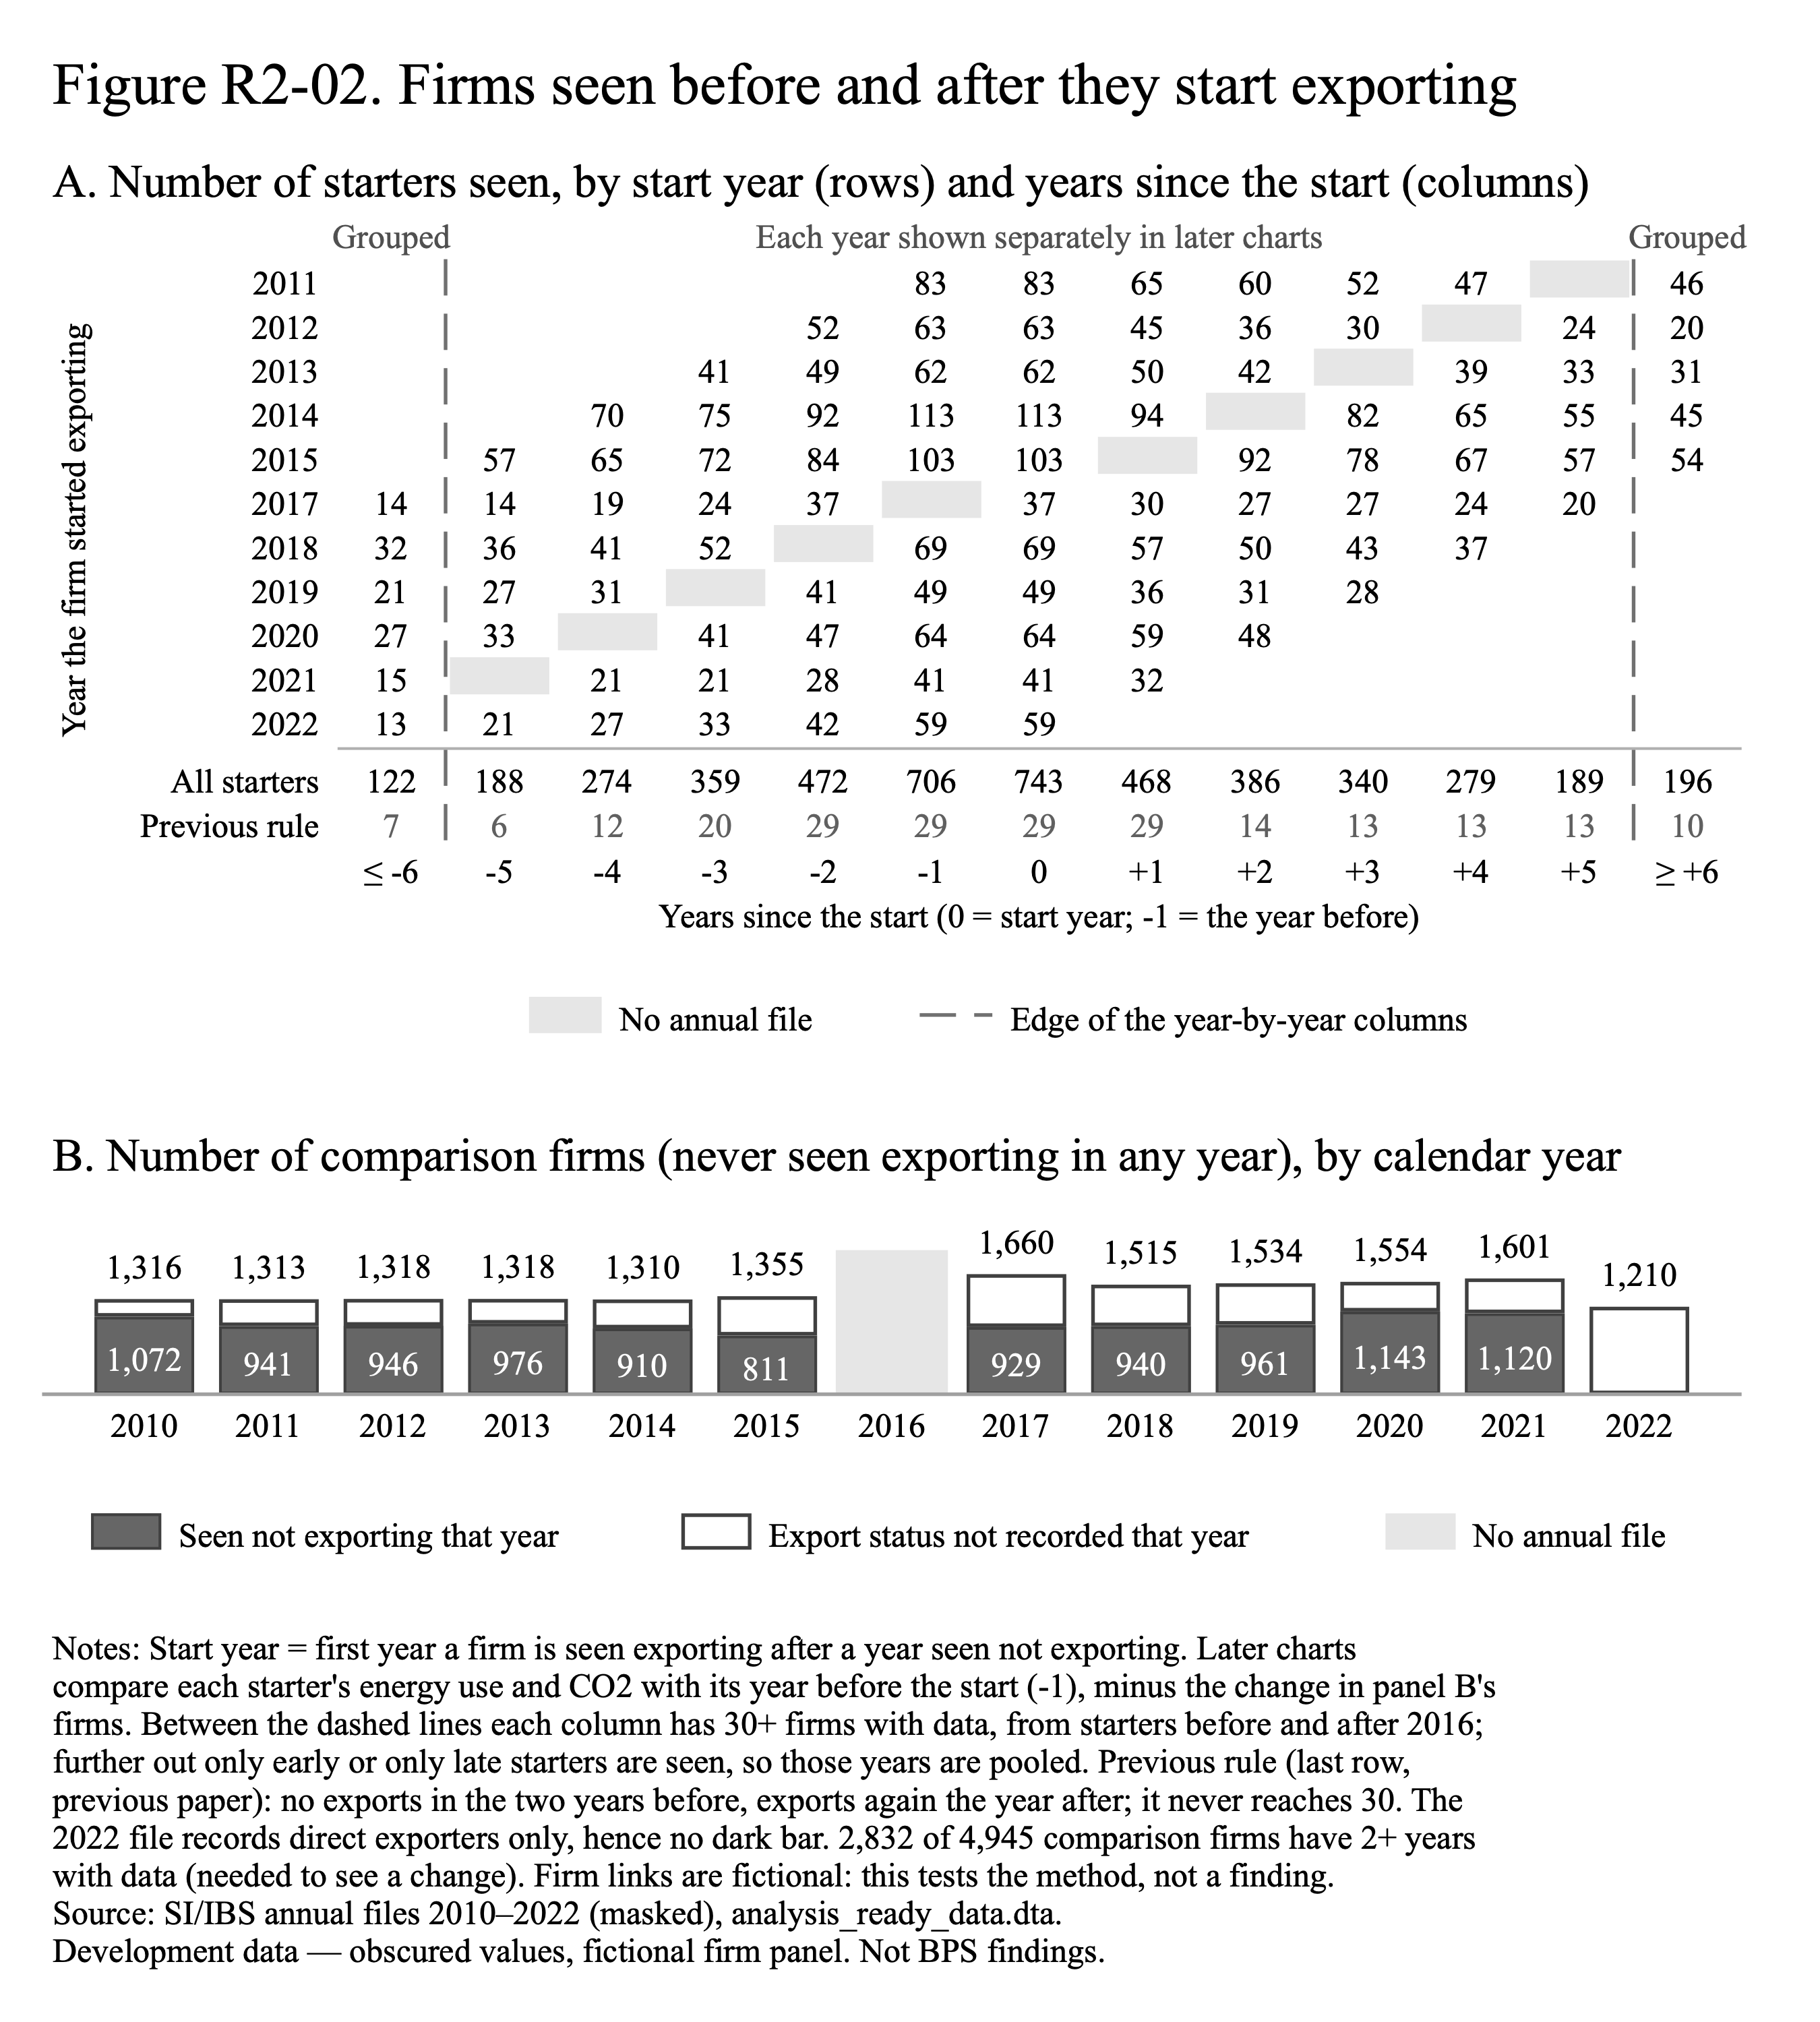 Figure R2-02. Firms seen before and after they start exporting
A. Number of starters seen, by start year (rows) and years since the start (columns)
Grouped Each year shown separately in later charts Grouped
Year the firm started exporting
2011 83 83 65 60 52 47 46
2012 52 63 63 45 36 30 24 20
2013 41 49 62 62 50 42 39 33 31
2014 70 75 92 113 113 94 82 65 55 45
2015 57 65 72 84 103 103 92 78 67 57 54
2017 14 14 19 24 37 37 30 27 27 24 20
2018 32 36 41 52 69 69 57 50 43 37
2019 21 27 31 41 49 49 36 31 28
2020 27 33 41 47 64 64 59 48
2021 15 21 21 28 41 41 32
2022 13 21 27 33 42 59 59
All starters 122 188 274 359 472 706 743 468 386 340 279 189 196
Previous rule 7 6 12 20 29 29 29 29 14 13 13 13 10
≤ -6 -5 -4 -3 -2 -1 0 +1 +2 +3 +4 +5 ≥ +6
Years since the start (0 = start year; -1 = the year before)
No annual file Edge of the year-by-year columns
B. Number of comparison firms (never seen exporting in any year), by calendar year
1,316 1,313 1,318 1,318 1,310 1,355 1,660 1,515 1,534 1,554 1,601 1,210
1,072 941 946 976 910 811 929 940 961 1,143 1,120
2010 2011 2012 2013 2014 2015 2016 2017 2018 2019 2020 2021 2022
Seen not exporting that year Export status not recorded that year No annual file
Notes: Start year = first year a firm is seen exporting after a year seen not exporting. Later charts
compare each starter's energy use and CO2 with its year before the start (-1), minus the change in panel B's
firms. Between the dashed lines each column has 30+ firms with data, from starters before and after 2016;
further out only early or only late starters are seen, so those years are pooled. Previous rule (last row,
previous paper): no exports in the two years before, exports again the year after; it never reaches 30. The
2022 file records direct exporters only, hence no dark bar. 2,832 of 4,945 comparison firms have 2+ years
with data (needed to see a change). Firm links are fictional: this tests the method, not a finding.
Source: SI/IBS annual files 2010–2022 (masked), analysis_ready_data.dta.
Development data — obscured values, fictional firm panel. Not BPS findings.